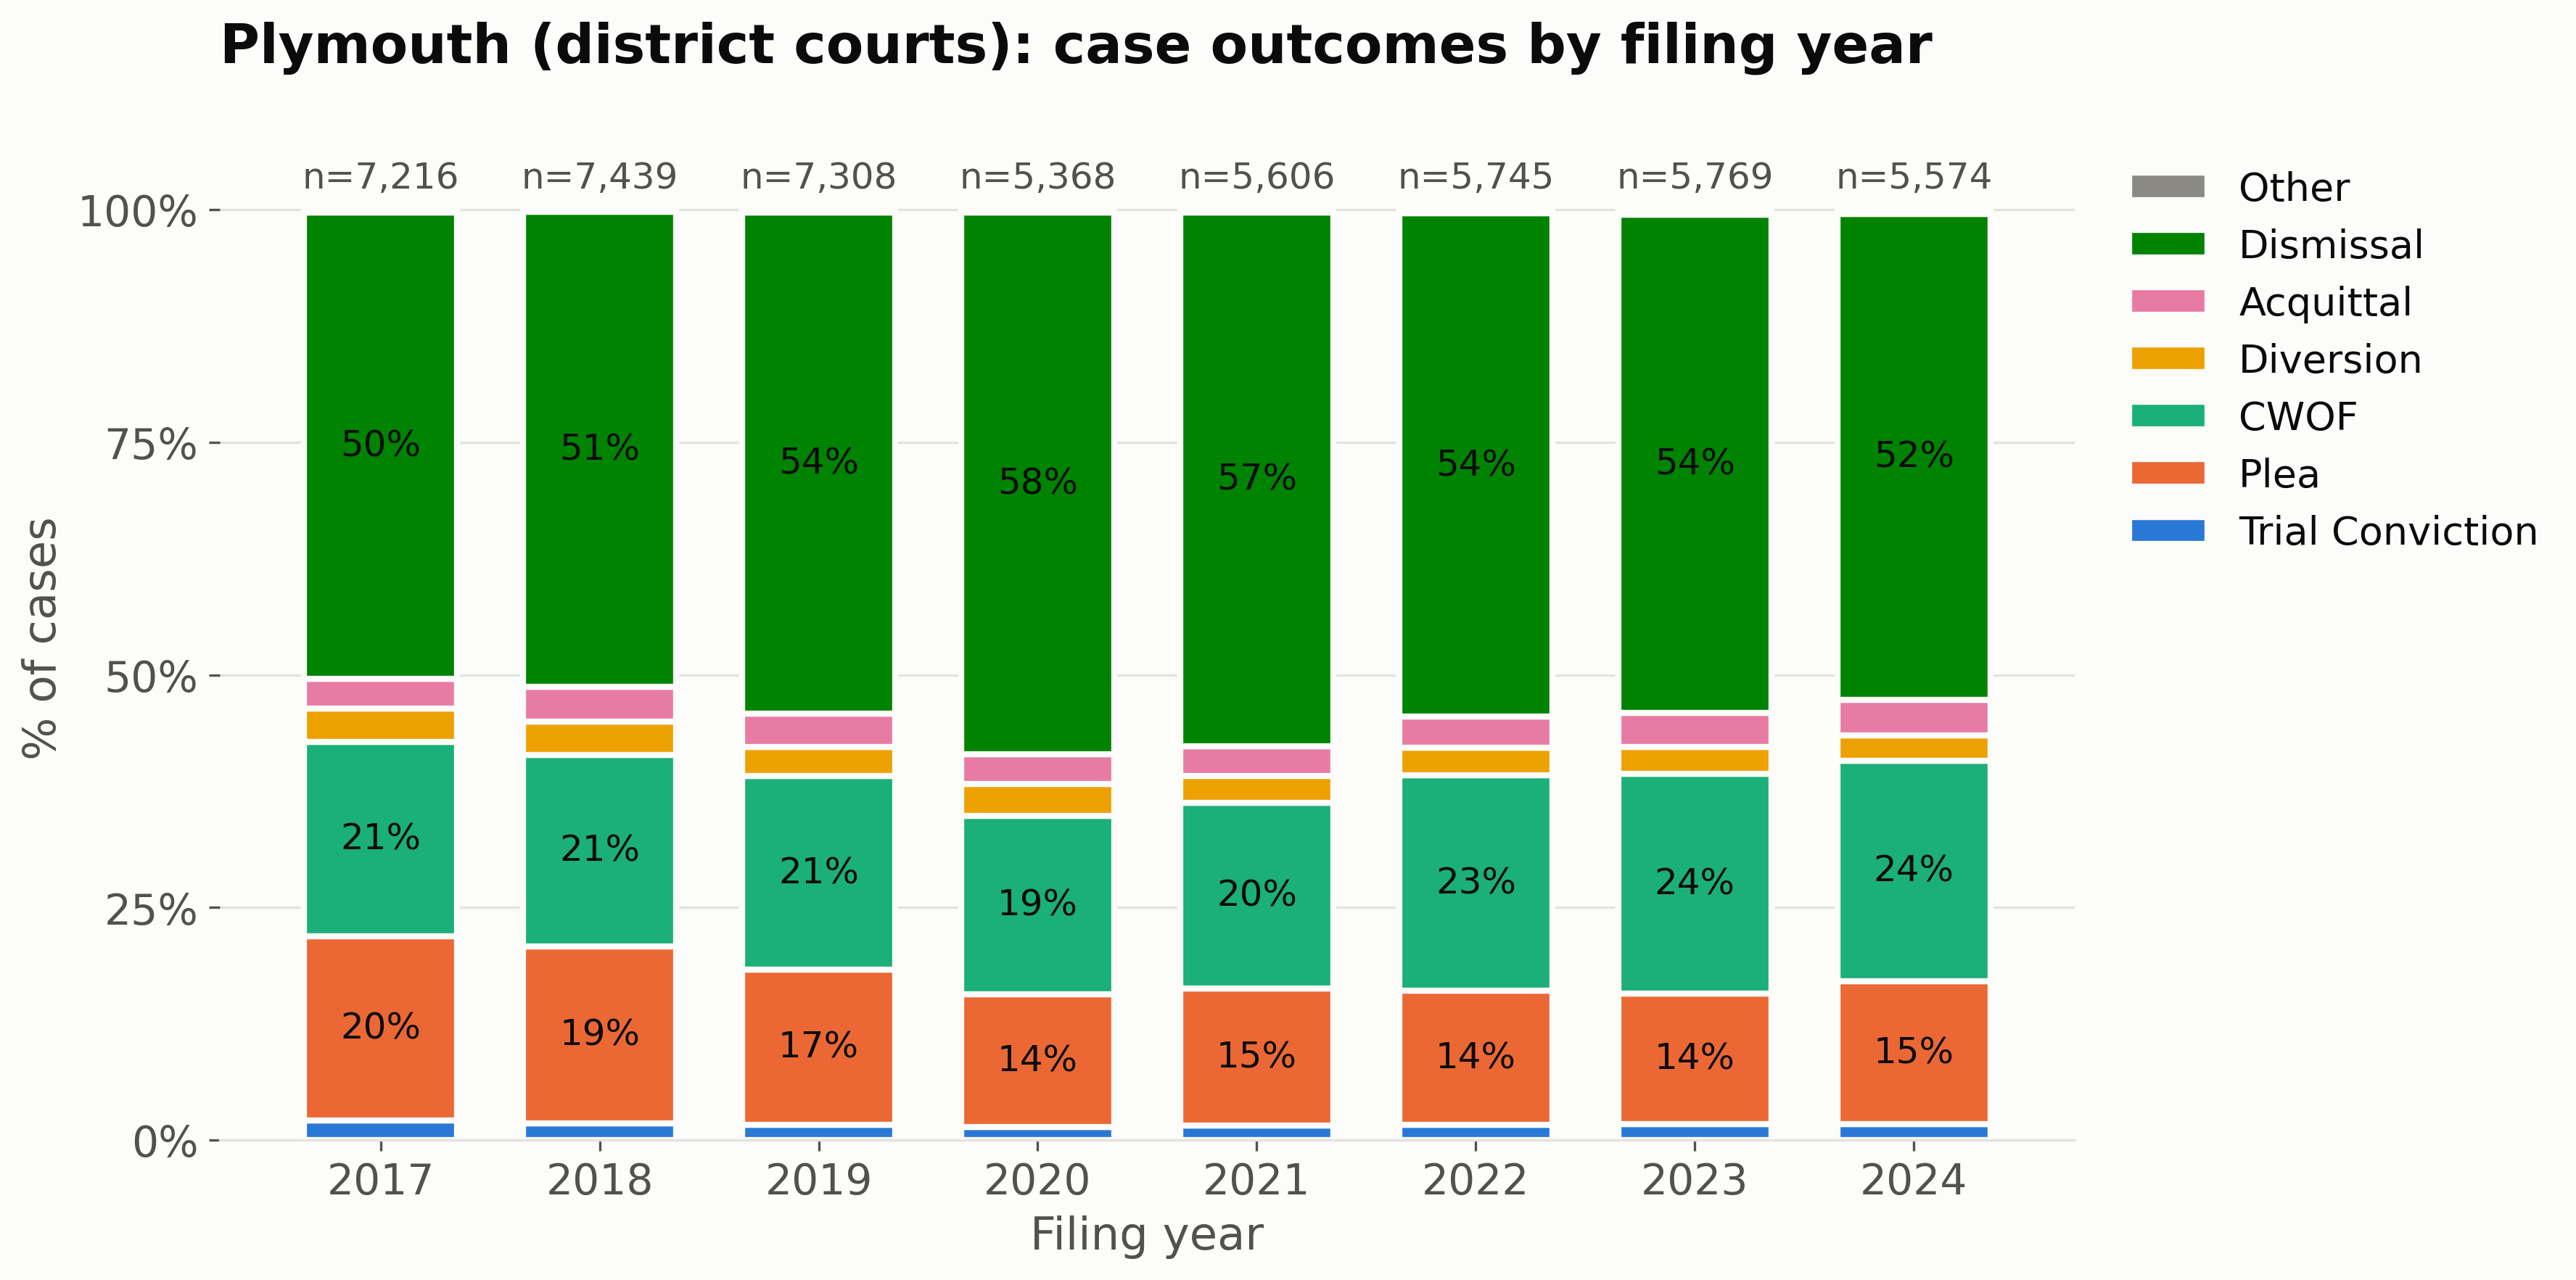 Plymouth (district courts): case outcomes by filing year
n=7,216 n=7,439 n=7,308 n=5,368 n=5,606 n=5,745 n=5,769 n=5,574
100%
75%
50%
25%
0%
% of cases
50% 51% 54% 58% 57% 54% 54% 52%
21% 21% 21% 19% 20% 23% 24% 24%
20% 19% 17% 14% 15% 14% 14% 15%
2017 2018 2019 2020 2021 2022 2023 2024
Filing year
Other
Dismissal
Acquittal
Diversion
CWOF
Plea
Trial Conviction